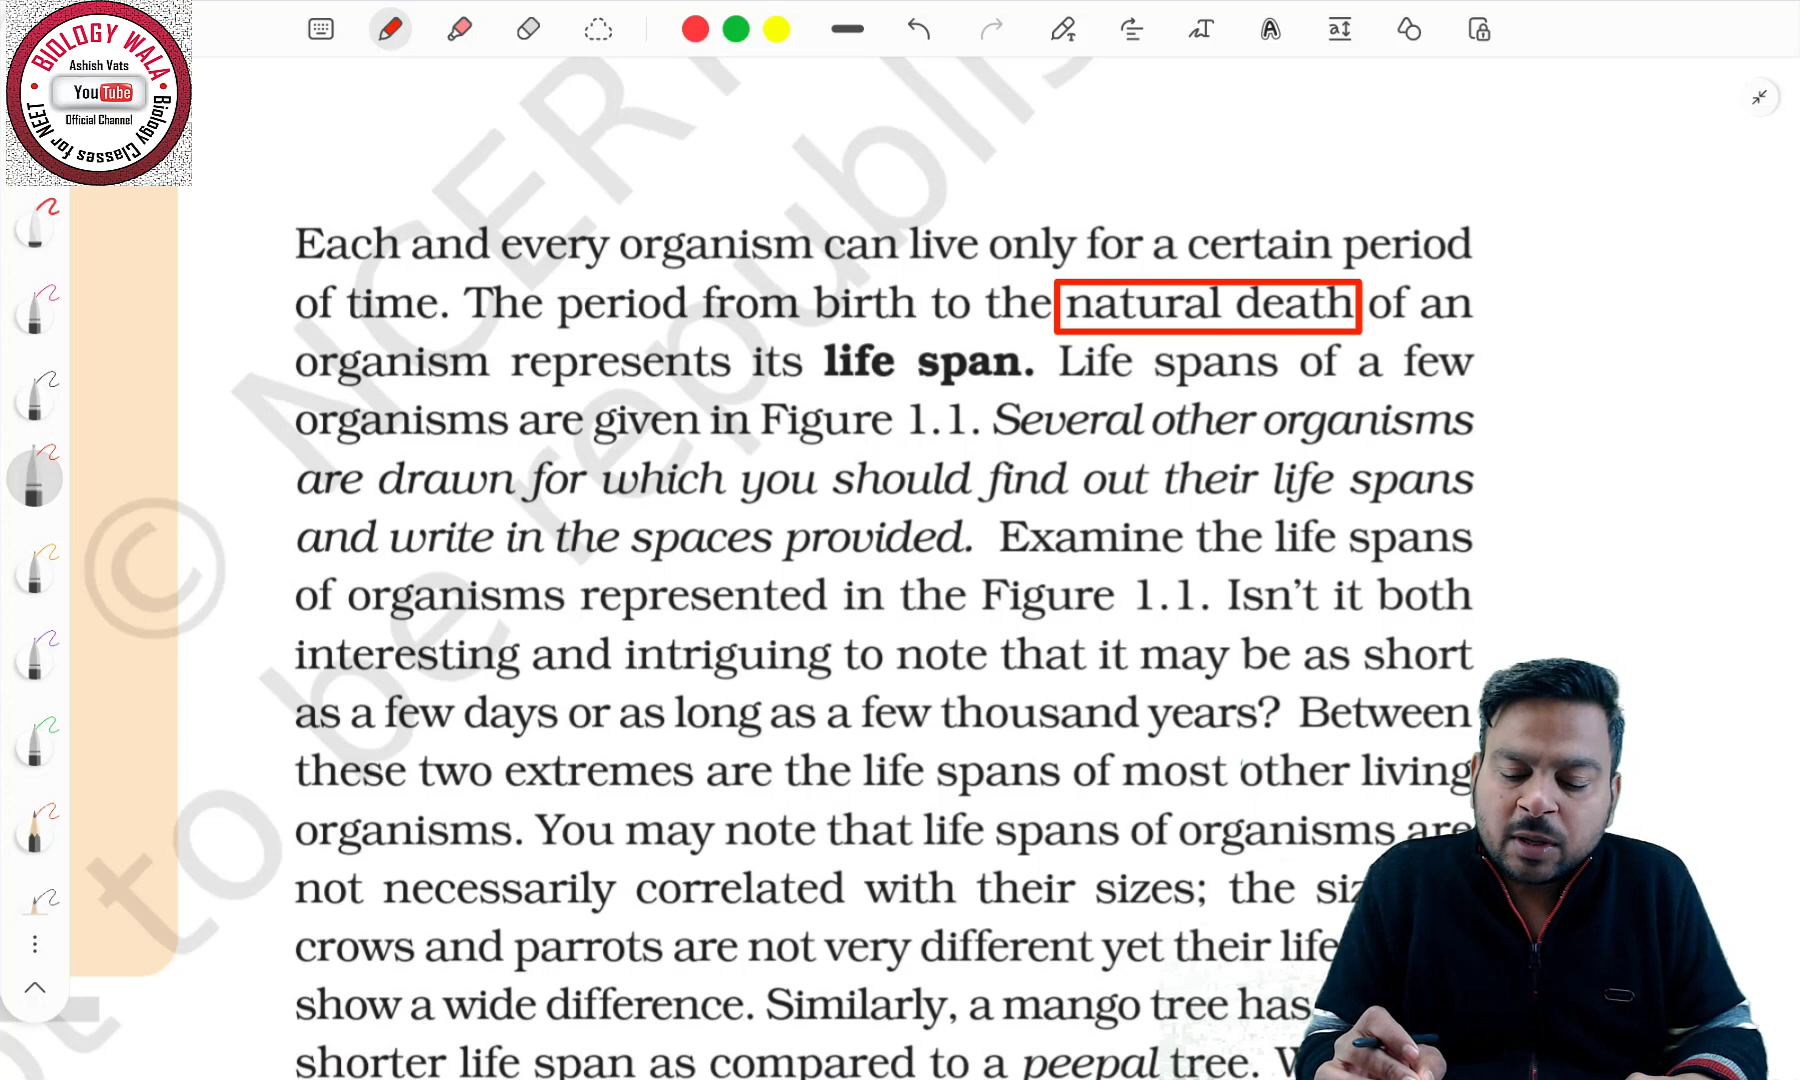 BIOLOGY WALA
Ashish Vats
YouTube
Official Channel
Biology Classes for NEET
Each and every organism can live only for a certain period
of time. The period from birth to the natural death of an
organism represents its life span. Life spans of a few
organisms are given in Figure 1.1. Several other organisms
are drawn for which you should find out their life spans
and write in the spaces provided. Examine the life spans
of organisms represented in the Figure 1.1. Isn't it both
interesting and intriguing to note that it may be as short
as a few days or as long as a few thousand years? Between
these two extremes are the life spans of most other living
organisms. You may note that life spans of organisms are
not necessarily correlated with their sizes; the
crows and parrots are not very different yet their life
show a wide difference. Similarly, a mango tree has
shorter life span as compared to a peepal tree.
© NCER
to be republis